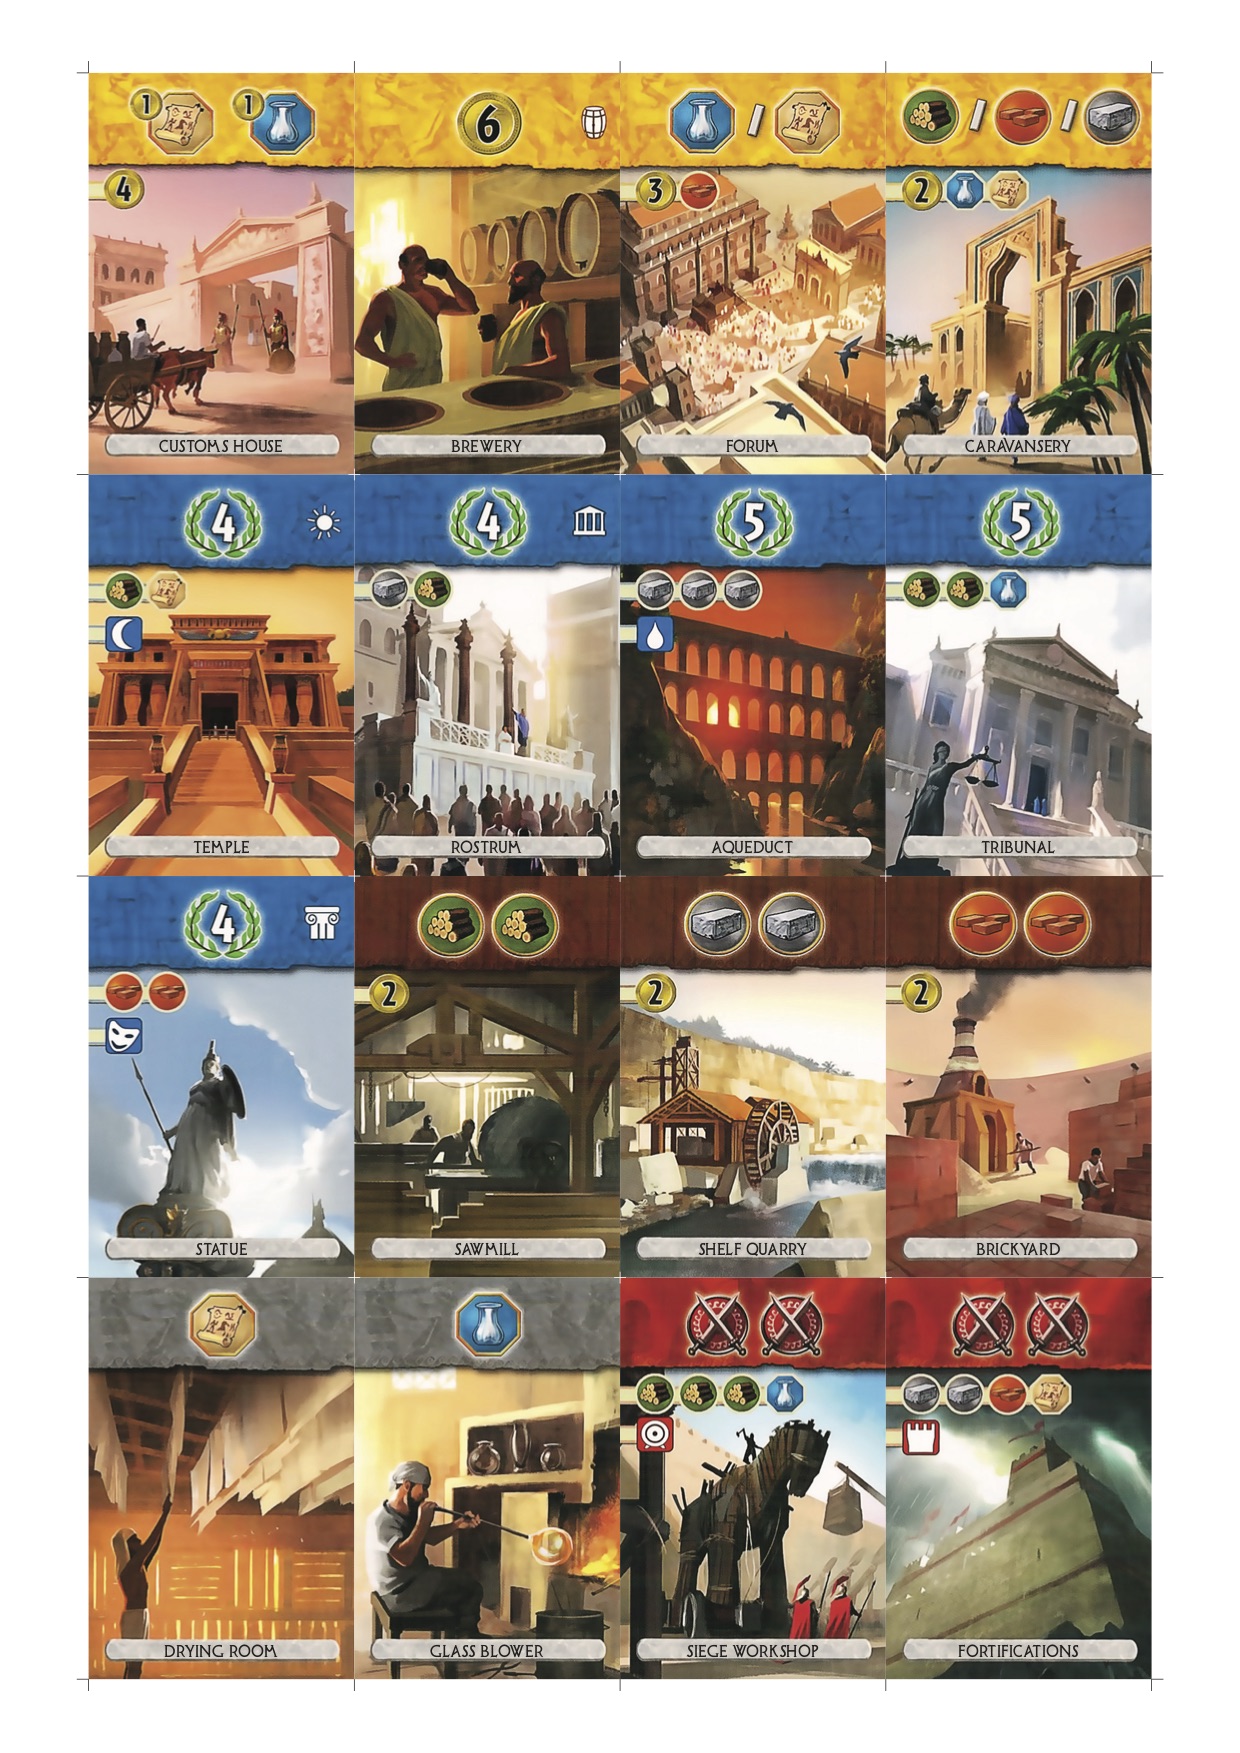 1 1
4
CUSTOMS HOUSE
6
BREWERY
3
FORUM
2
CARAVANSERY
4
TEMPLE
4
ROSTRUM
5
AQUEDUCT
5
TRIBUNAL
4
STATUE
2
SAWMILL
2
SHELF QUARRY
2
BRICKYARD
DRYING ROOM
GLASS BLOWER
SIEGE WORKSHOP
FORTIFICATIONS